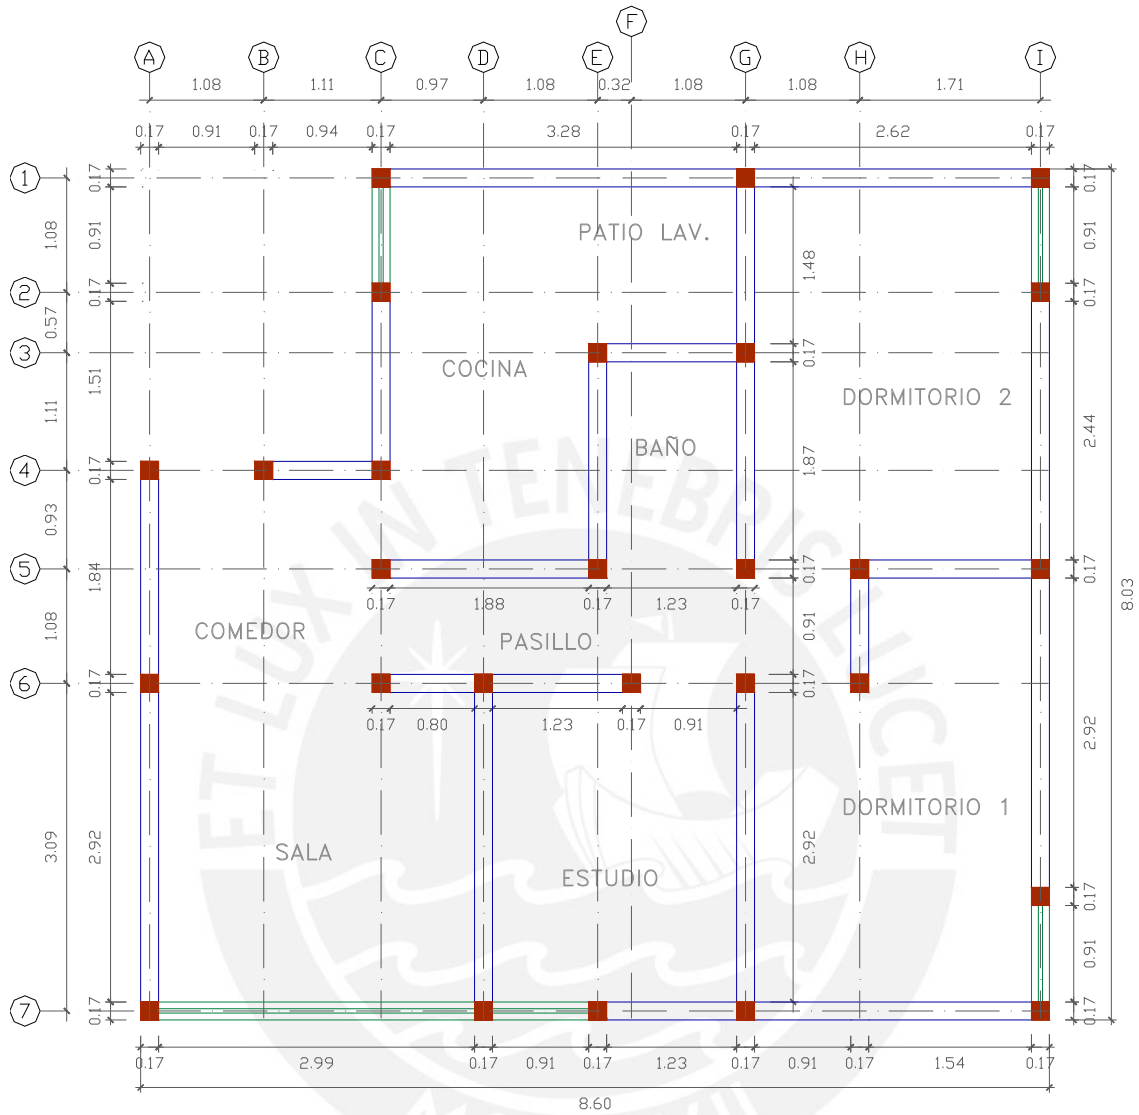 F
A B C D E G H I
1.08 1.11 0.97 1.08 0.32 1.08 1.08 1.71
0.17 0.91 0.17 0.94 0.17 3.28 0.17 2.62 0.17
1 0.17 0.17
1.08 0.91 PATIO LAV. 1.48 0.91
2 0.17 0.17
0.57
3 0.17
1.51 COCINA
1.11 DORMITORIO 2 2.44
BAÑO 1.87
4 0.17
0.93
5 0.17 0.17
1.84 0.17 1.88 0.17 1.23 0.17
1.08 COMEDOR PASILLO 0.91 8.03
6 0.17 0.17
0.17 0.80 1.23 0.17 0.91 2.92
DORMITORIO 1
3.09 2.92 SALA 2.92
ESTUDIO
0.17
0.91
7 0.17 0.17
0.17 2.99 0.17 0.91 0.17 1.23 0.17 0.91 0.17 1.54 0.17
8.60
ET LUX IN TENEBRIS LUCET